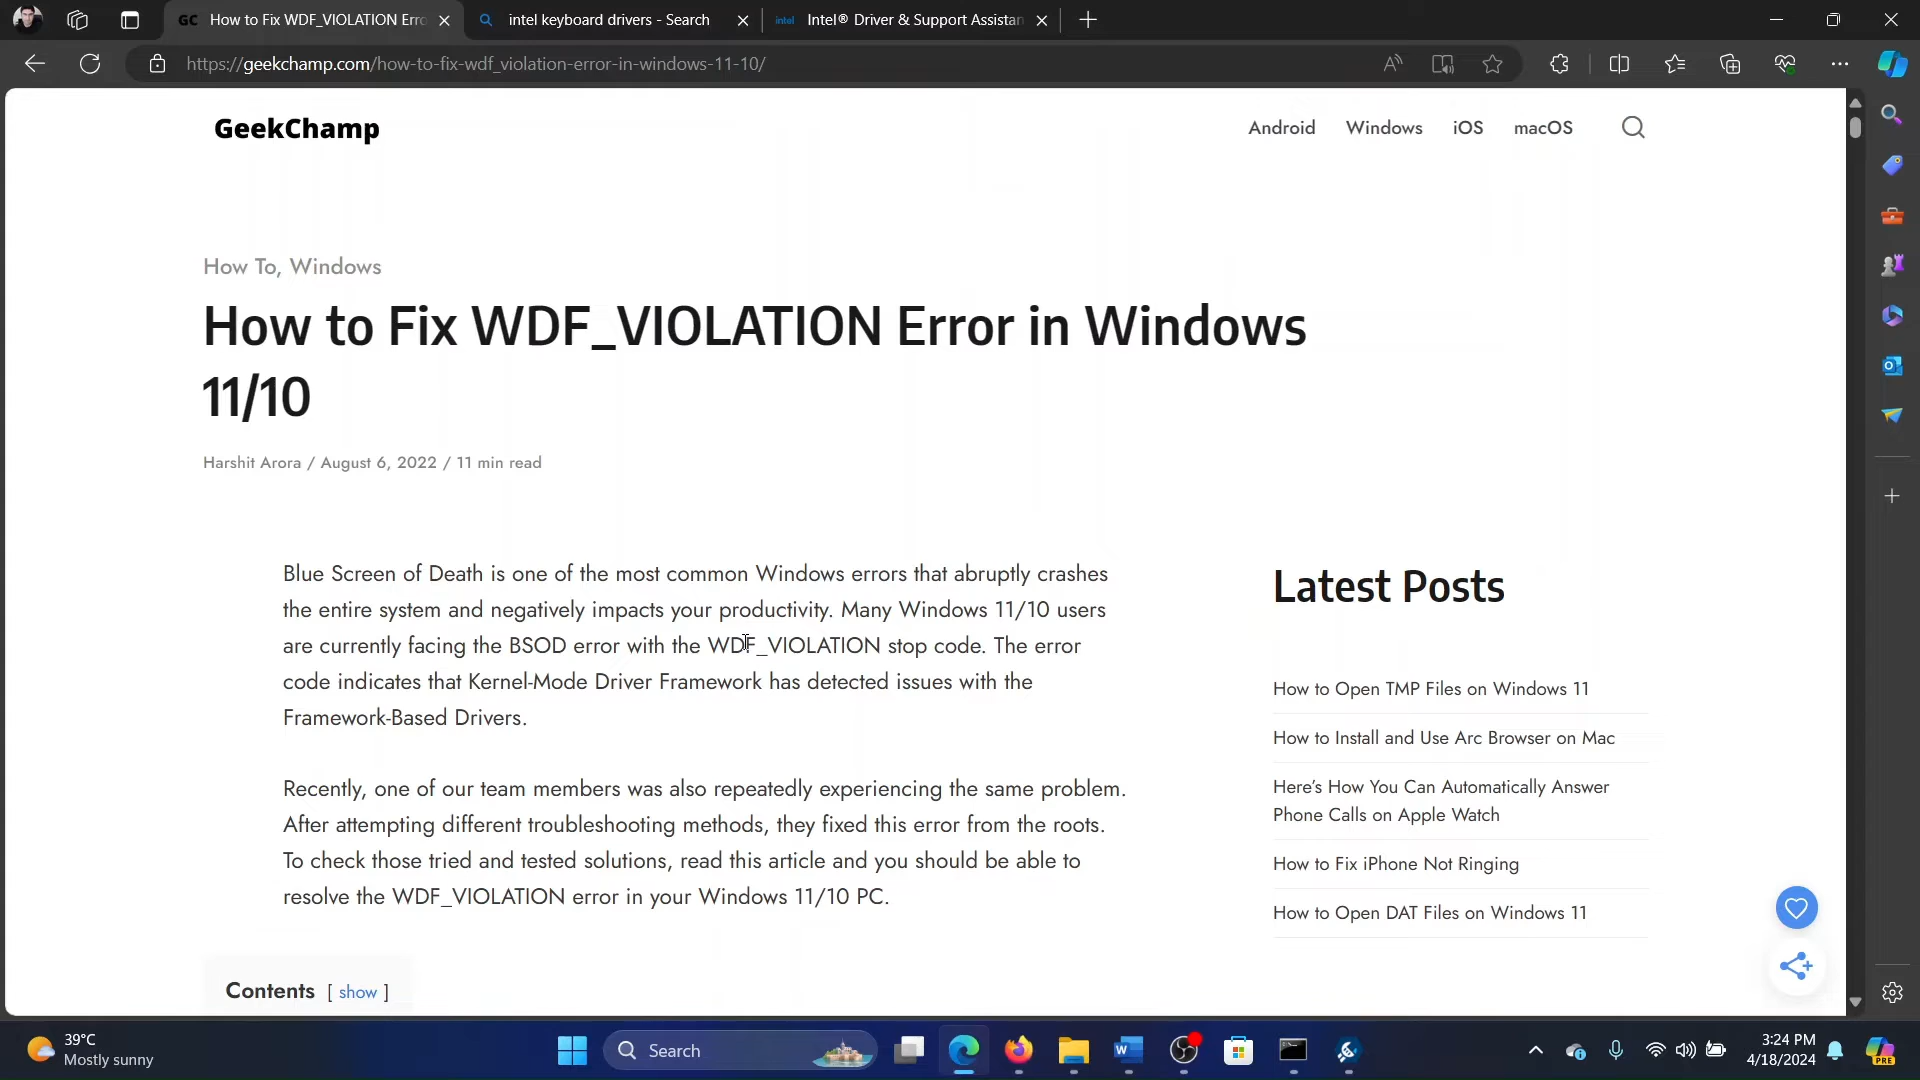 GC How to Fix WDF_VIOLATION Erro
intel keyboard drivers - Search
intel Intel® Driver & Support Assistan
https://geekchamp.com/how-to-fix-wdf_violation-error-in-windows-11-10/
GeekChamp
Android Windows iOS macOS
How To, Windows
How to Fix WDF_VIOLATION Error in Windows
11/10
Harshit Arora / August 6, 2022 / 11 min read
Blue Screen of Death is one of the most common Windows errors that abruptly crashes
the entire system and negatively impacts your productivity. Many Windows 11/10 users
are currently facing the BSOD error with the WDF_VIOLATION stop code. The error
code indicates that Kernel-Mode Driver Framework has detected issues with the
Framework-Based Drivers.
Recently, one of our team members was also repeatedly experiencing the same problem.
After attempting different troubleshooting methods, they fixed this error from the roots.
To check those tried and tested solutions, read this article and you should be able to
resolve the WDF_VIOLATION error in your Windows 11/10 PC.
Contents [ show ]
Latest Posts
How to Open TMP Files on Windows 11
How to Install and Use Arc Browser on Mac
Here's How You Can Automatically Answer
Phone Calls on Apple Watch
How to Fix iPhone Not Ringing
How to Open DAT Files on Windows 11
39°C
Mostly sunny
Search
3:24 PM
4/18/2024
PRE